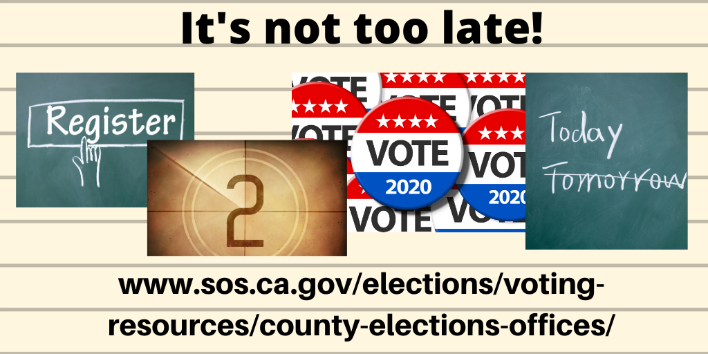 It's not too late!
Register
2
VOTE
★★★★
VOTE
2020
VOTE
VOTE
VOT
2020
VOTE
Today
Tomorrow
www.sos.ca.gov/elections/voting-
resources/county-elections-offices/